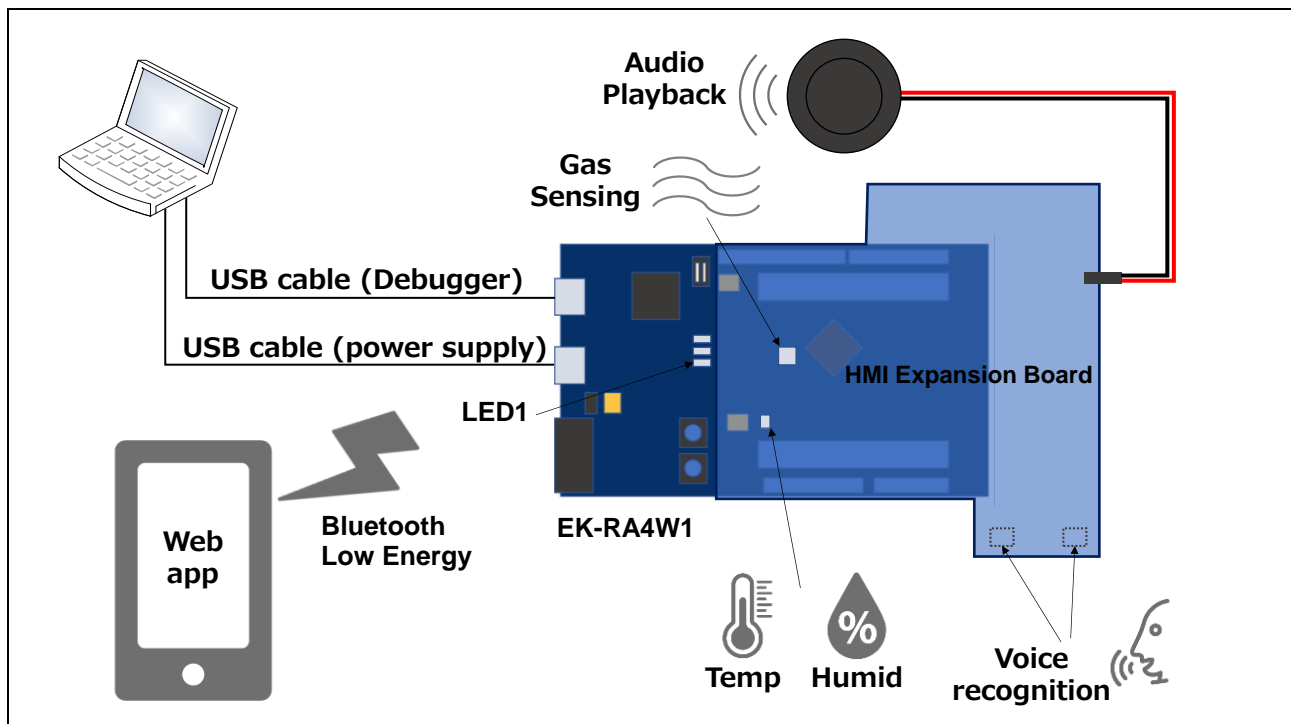 Audio
Playback
Gas
Sensing
USB cable (Debugger)
USB cable (power supply)
HMI Expansion Board
LED1
EK-RA4W1
Bluetooth
Low Energy
Web
app
%
Temp
Humid
Voice
recognition